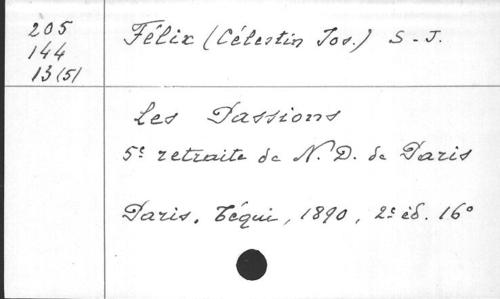 205
144
13(5)
Félix (Célestin Jos.) S-J.
Les Passions
5e retraite de N. D. de Paris
Paris, Téqui, 1890, 2e éd. 16°